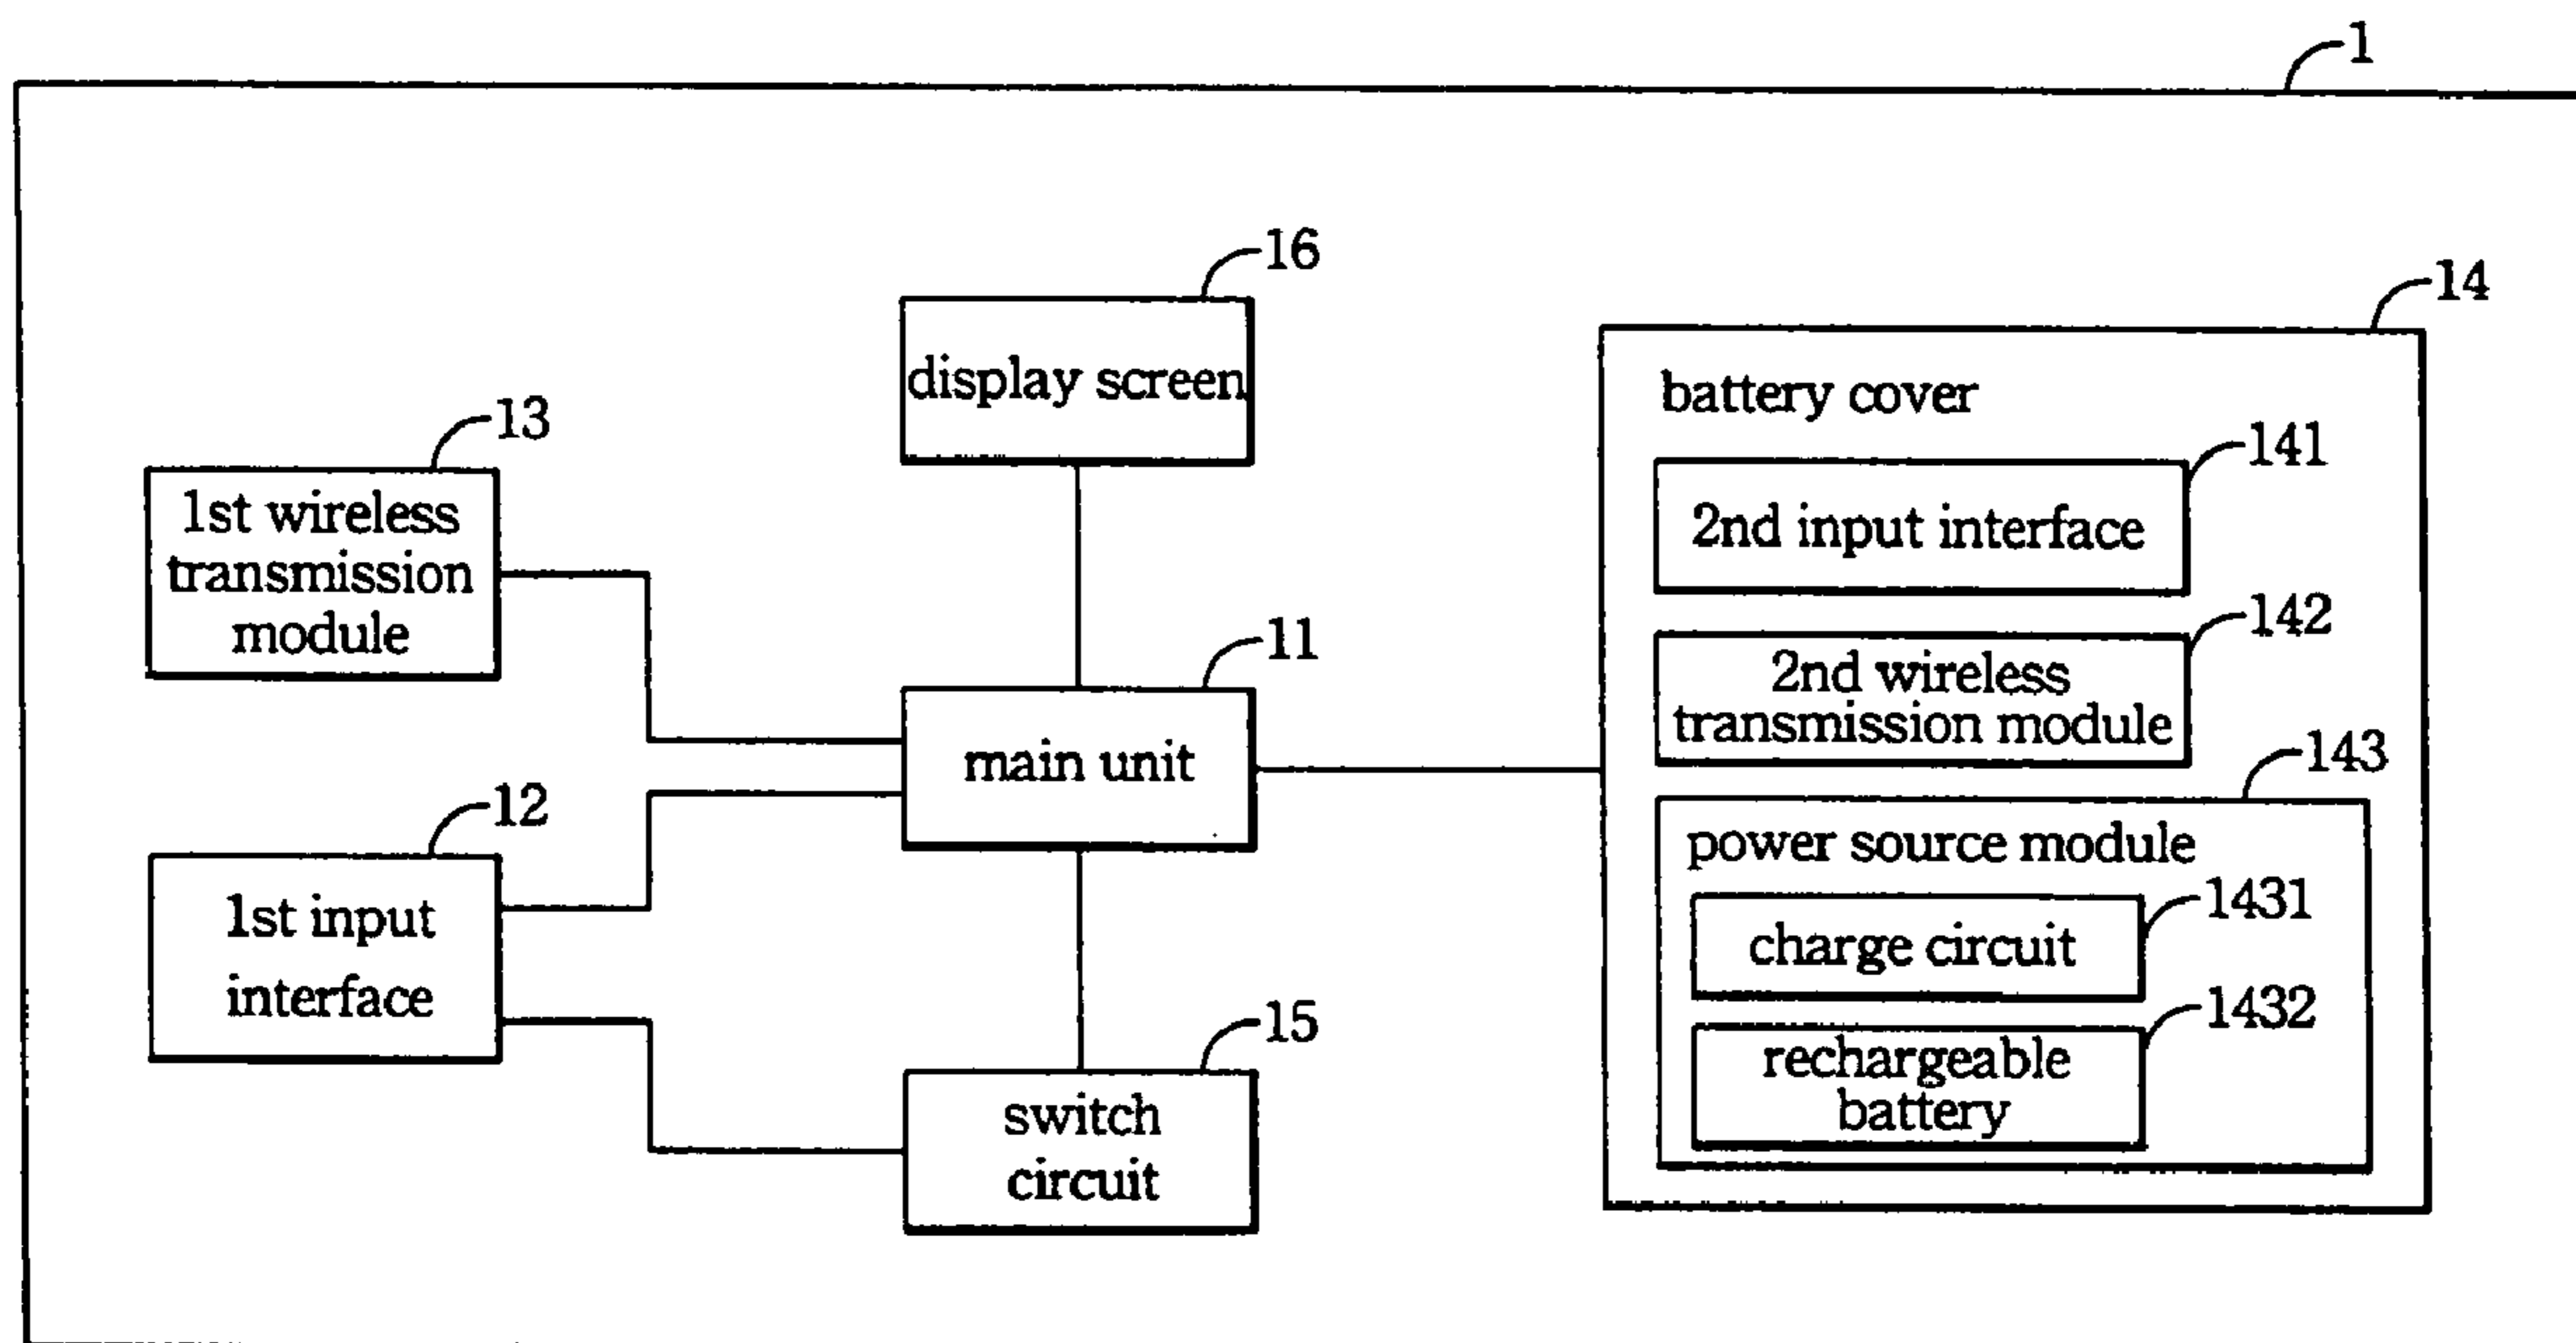 1
16
display screen
14
battery cover
13
1st wireless
transmission
module
141
2nd input interface
142
2nd wireless
transmission module
11
main unit
143
power source module
12
1st input
interface
1431
charge circuit
1432
rechargeable
battery
15
switch
circuit